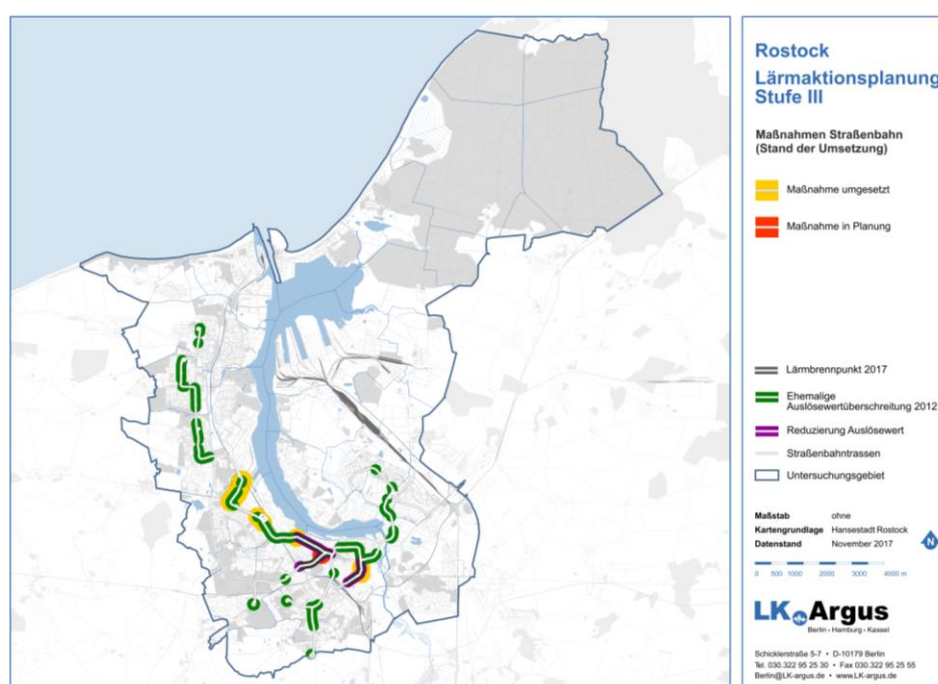 Rostock
Lärmaktionsplanung
Stufe III
Maßnahmen Straßenbahn
(Stand der Umsetzung)
Maßnahme umgesetzt
Maßnahme in Planung
Lärmbrennpunkt 2017
Ehemalige
Auslösewertüberschreitung 2012
Reduzierung Auslösewert
Straßenbahntrassen
Untersuchungsgebiet
Maßstab ohne
Kartengrundlage Hansestadt Rostock
Datenstand November 2017
N
0 500 1000 2000 3000 4000 m
LK Argus
Berlin • Hamburg • Kassel
Schicklerstraße 5-7 • D-10179 Berlin
Tel. 030.322 95 25 30 • Fax 030.322 95 25 55
Berlin@LK-argus.de • www.LK-argus.de